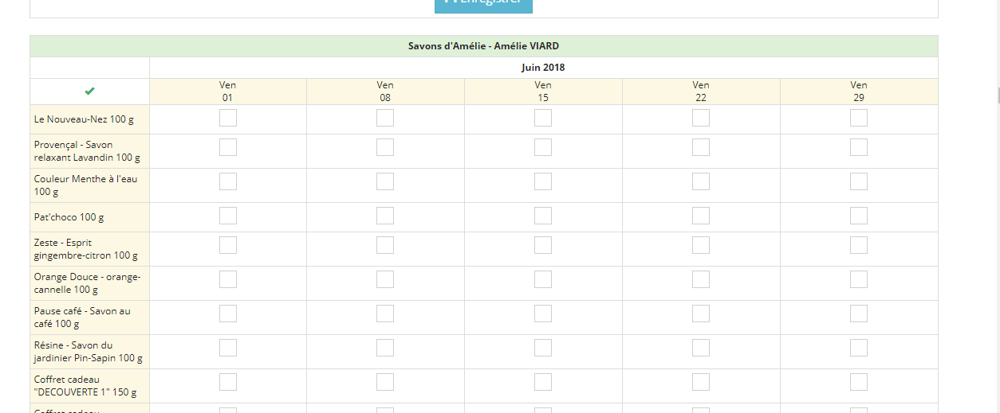 Enregistrer
Savons d'Amélie - Amélie VIARD
Juin 2018
Ven Ven Ven Ven Ven
01 08 15 22 29
Le Nouveau-Nez 100 g
Provençal - Savon
relaxant Lavandin 100 g
Couleur Menthe à l'eau
100 g
Pat'choco 100 g
Zeste - Esprit
gingembre-citron 100 g
Orange Douce - orange-
cannelle 100 g
Pause café - Savon au
café 100 g
Résine - Savon du
jardinier Pin-Sapin 100 g
Coffret cadeau
"DECOUVERTE 1" 150 g
Coffret cadeau